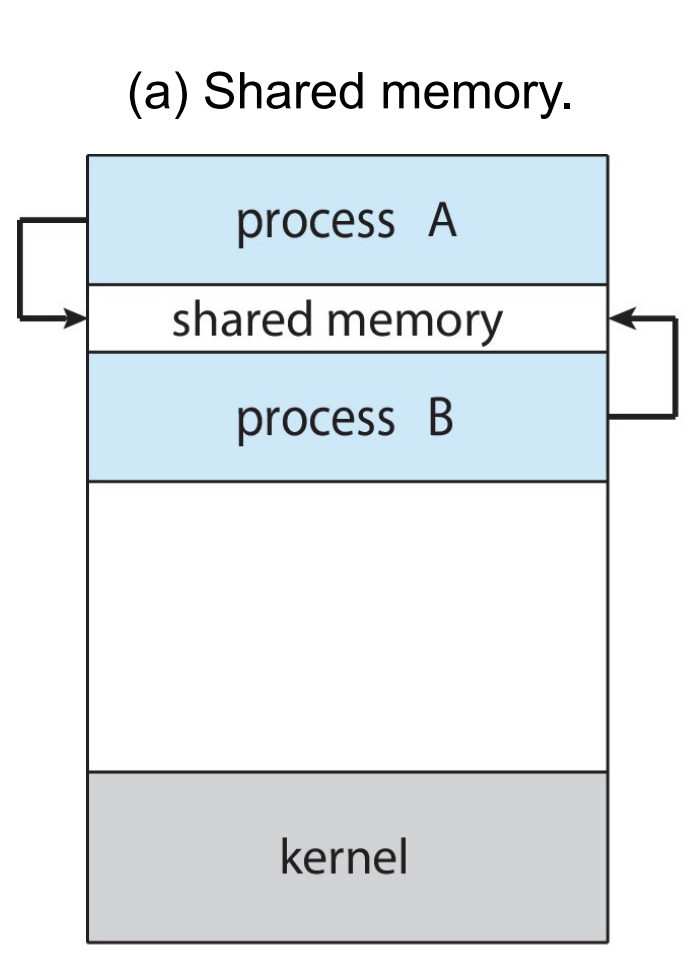 (a) Shared memory.
process A
shared memory
process B
kernel